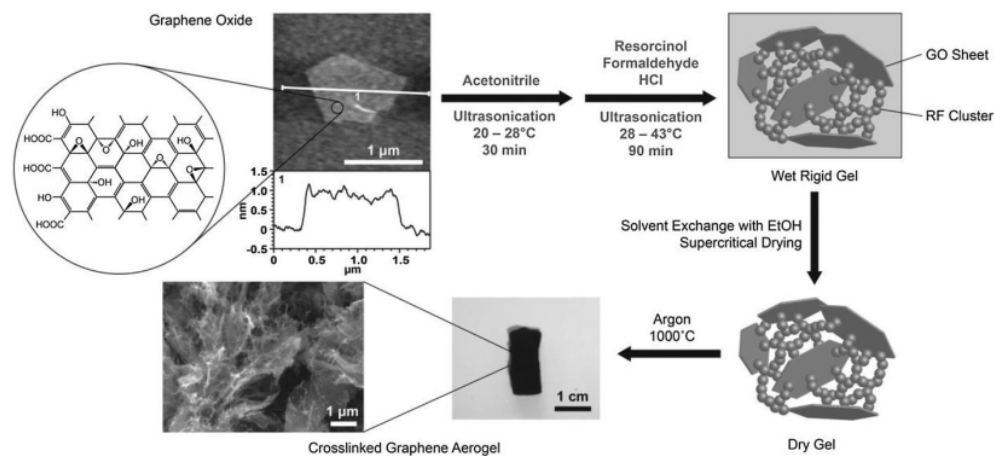 Graphene Oxide
HO
HOOC
O
O
OH
HO
HOOC
O
O
OH
HO
OH
HOOC
1
1 µm
1
1.5
1.0
0.5
0.0
-0.5
nm
0.0
0.5
1.0
1.5
µm
Acetonitrile
Ultrasonication
20 – 28°C
30 min
Resorcinol
Formaldehyde
HCl
Ultrasonication
28 – 43°C
90 min
GO Sheet
RF Cluster
Wet Rigid Gel
Solvent Exchange with EtOH
Supercritical Drying
Dry Gel
Argon
1000°C
1 cm
1 µm
Crosslinked Graphene Aerogel